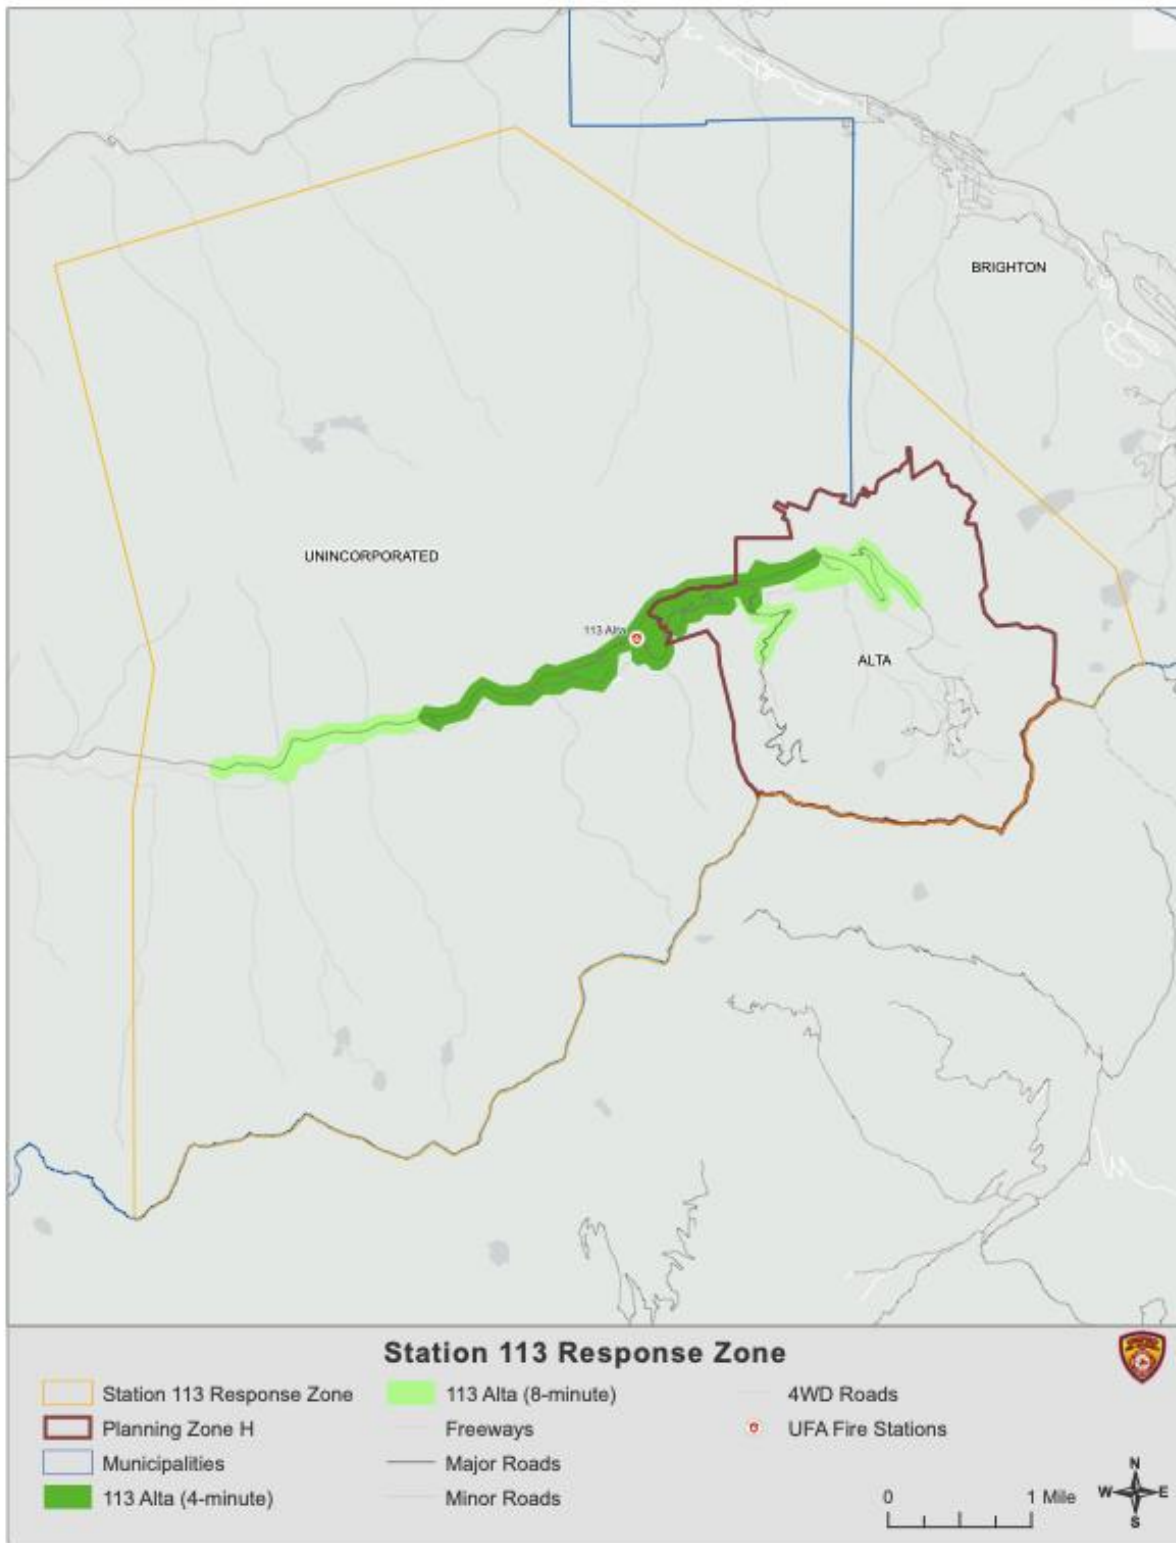 BRIGHTON
UNINCORPORATED
113 Alta
ALTA
Station 113 Response Zone
Station 113 Response Zone
Planning Zone H
Municipalities
113 Alta (4-minute)
113 Alta (8-minute)
Freeways
Major Roads
Minor Roads
4WD Roads
UFA Fire Stations
0 1 Mile
N
W E
S